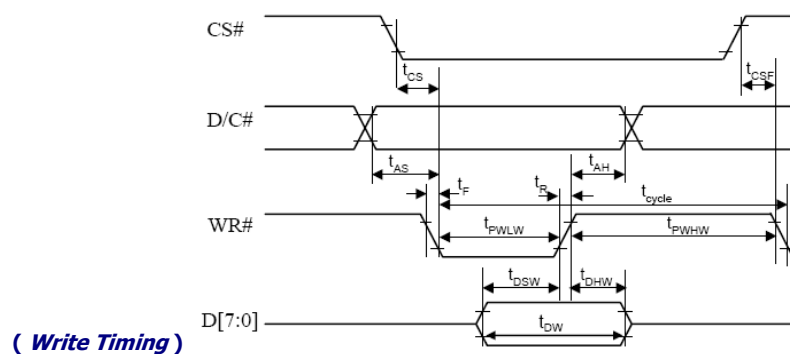 CS#
tCS
tCSF
D/C#
tAS
tAH
tF
tR
tcycle
WR#
tPWLW
tPWHW
tDSW
tDHW
D[7:0]
tDW
( Write Timing )